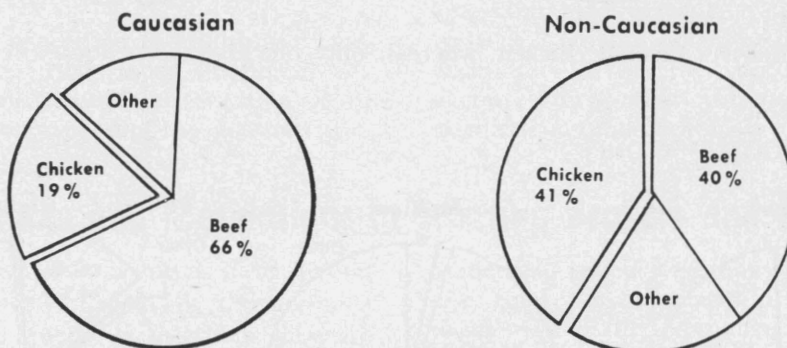 Caucasian
Other
Chicken
19%
Beef
66%
Non-Caucasian
Chicken
41%
Beef
40%
Other